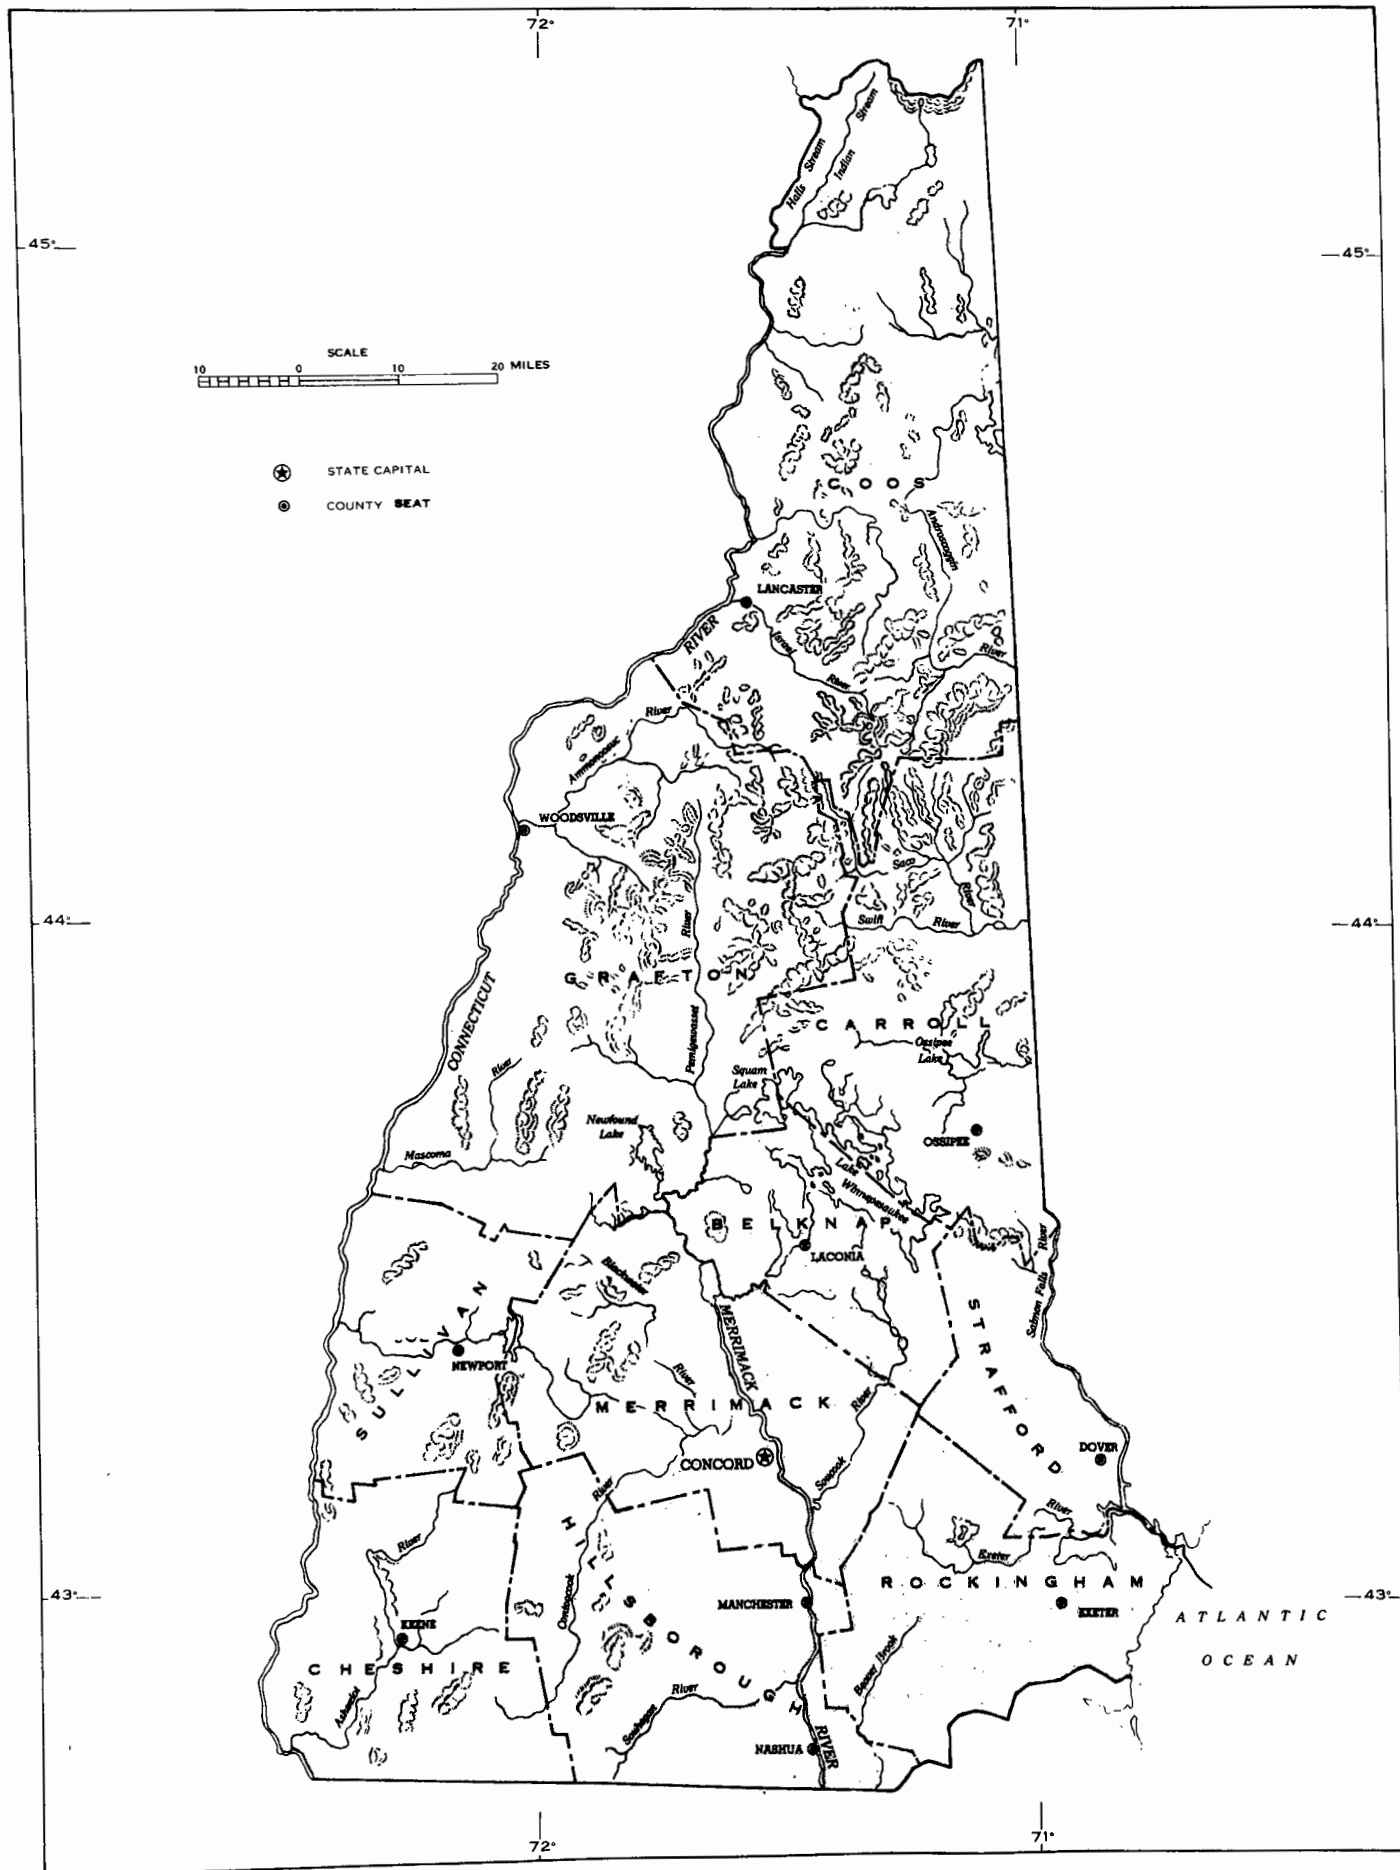 72° 71°
Halls Stream
Indian Stream
45° 45°
SCALE
10 0 10 20 MILES
STATE CAPITAL
COUNTY SEAT
COOS
Androscoggin
LANCASTER
RIVER
Israel
River
River
River
Ammonoosuc
WOODSVILLE
Saco
River
44° 44°
Swift River
River
GRAFTON
CONNECTICUT
CARROLL
Pemigewasset
Ossipee
Lake
River
Squam
Lake
Newfound
Lake
OSSIPEE
Mascoma
Lake
Winnepesaukee
BELKNAP
River
LACONIA
Blackwater
Salmon Falls
SULLIVAN
STRAFFORD
MERRIMACK
NEWPORT
River
MERRIMACK
River
DOVER
CONCORD
Soucook
River
River
HILLSBOROUGH
River
Exeter
ROCKINGHAM
43° 43°
Contoocook
MANCHESTER
EXETER
ATLANTIC
OCEAN
KEENE
CHESHIRE
Beaver Brook
Ashuelot
River
Souhegan
NASHUA
RIVER
72° 71°